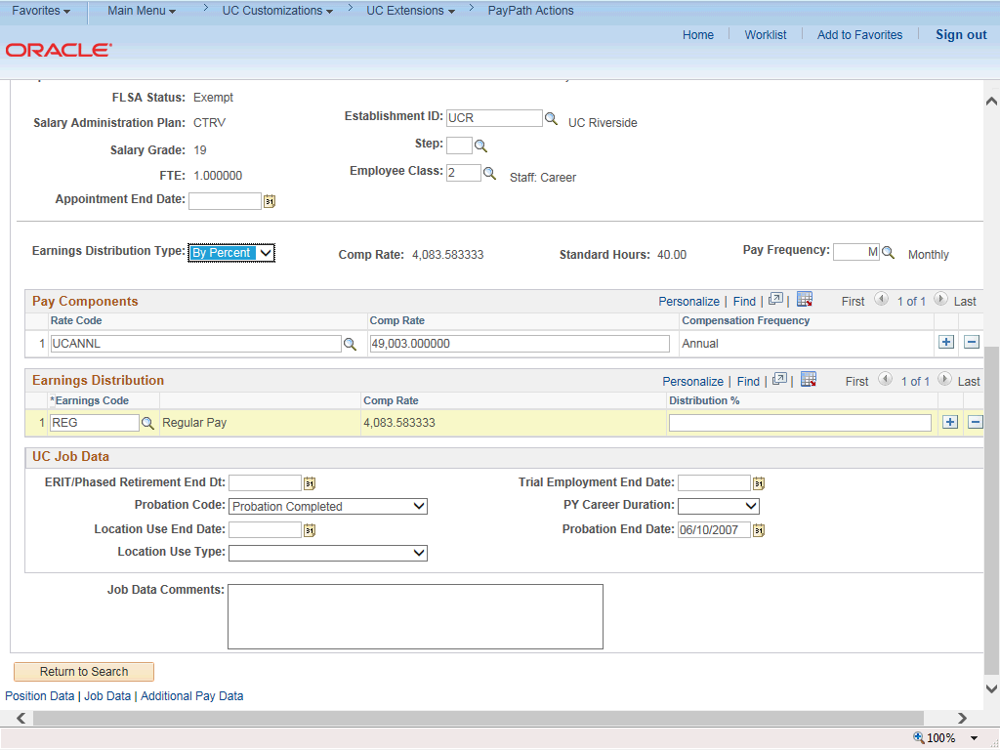 Favorites Main Menu UC Customizations UC Extensions PayPath Actions
Home Worklist Add to Favorites Sign out
ORACLE
FLSA Status: Exempt
Establishment ID: UCR UC Riverside
Salary Administration Plan: CTRV
Step:
Salary Grade: 19
Employee Class: 2 Staff: Career
FTE: 1.000000
Appointment End Date: 31
Earnings Distribution Type: By Percent Comp Rate: 4,083.583333 Standard Hours: 40.00 Pay Frequency: M Monthly
Pay Components Personalize | Find | | First 1 of 1 Last
Rate Code Comp Rate Compensation Frequency
1 UCANNL 49,003.000000 Annual
Earnings Distribution Personalize | Find | | First 1 of 1 Last
*Earnings Code Comp Rate Distribution %
1 REG Regular Pay 4,083.583333
UC Job Data
ERIT/Phased Retirement End Dt: 31 Trial Employment End Date: 31
Probation Code: Probation Completed PY Career Duration:
Location Use End Date: 31 Probation End Date: 06/10/2007 31
Location Use Type:
Job Data Comments:
Return to Search
Position Data | Job Data | Additional Pay Data
100%